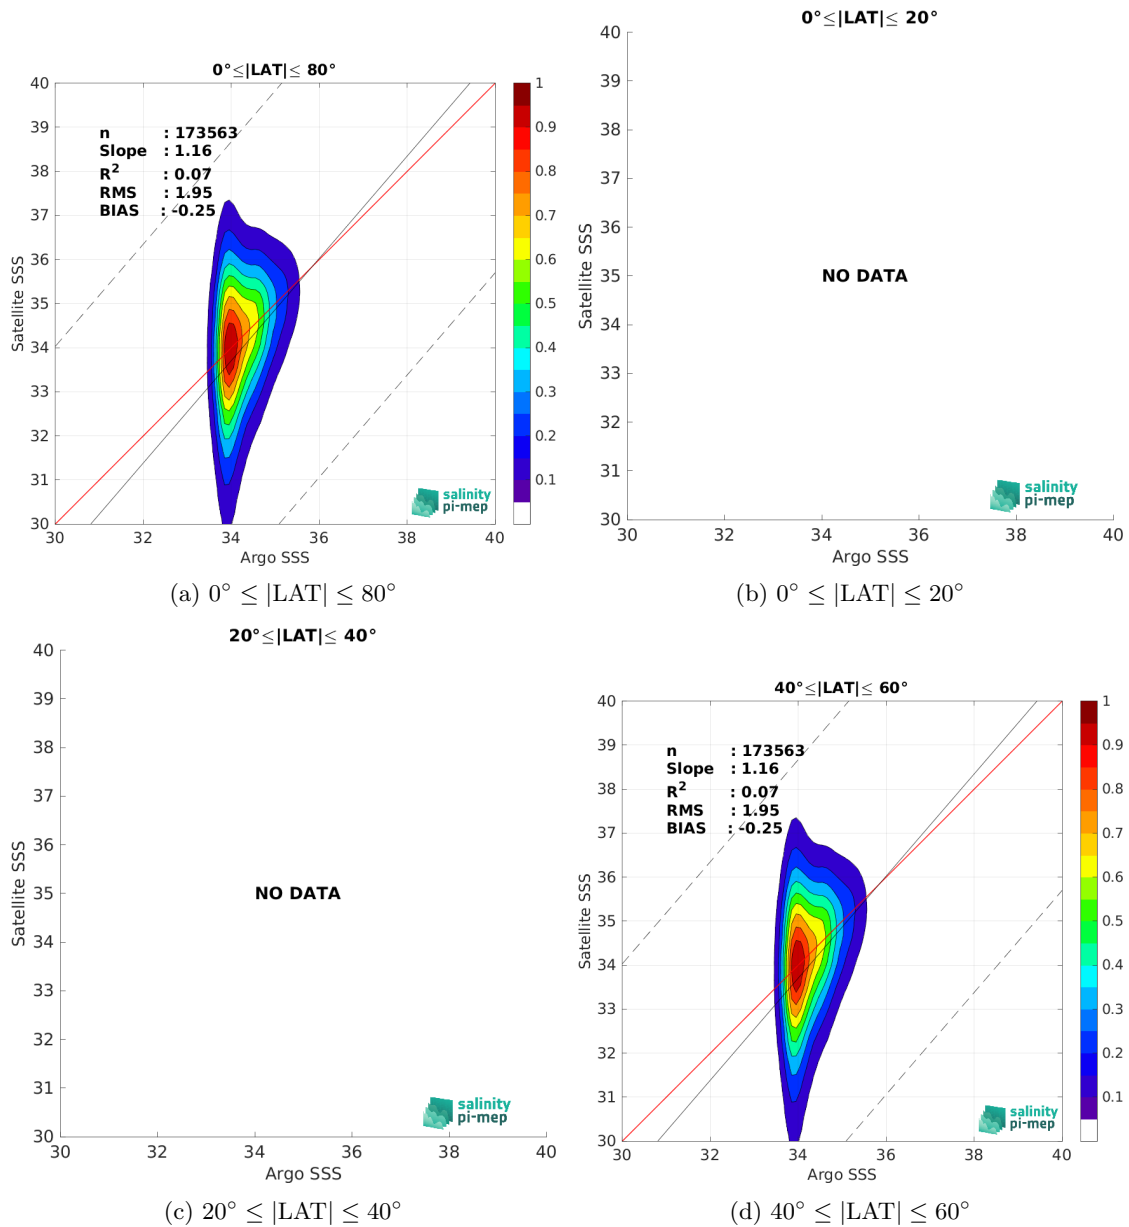 0°≤|LAT|≤ 80°
40
39
38
37
36
35
34
33
32
31
30
Satellite SSS
n : 173563
Slope : 1.16
R² : 0.07
RMS : 1.95
BIAS : -0.25
1
0.9
0.8
0.7
0.6
0.5
0.4
0.3
0.2
0.1
salinity
pi-mep
30 32 34 36 38 40
Argo SSS
(a) 0° ≤ |LAT| ≤ 80°
0°≤|LAT|≤ 20°
40
39
38
37
36
35
34
33
32
31
30
Satellite SSS
NO DATA
salinity
pi-mep
30 32 34 36 38 40
Argo SSS
(b) 0° ≤ |LAT| ≤ 20°
20°≤|LAT|≤ 40°
40
39
38
37
36
35
34
33
32
31
30
Satellite SSS
NO DATA
salinity
pi-mep
30 32 34 36 38 40
Argo SSS
(c) 20° ≤ |LAT| ≤ 40°
40°≤|LAT|≤ 60°
40
39
38
37
36
35
34
33
32
31
30
Satellite SSS
n : 173563
Slope : 1.16
R² : 0.07
RMS : 1.95
BIAS : -0.25
1
0.9
0.8
0.7
0.6
0.5
0.4
0.3
0.2
0.1
salinity
pi-mep
30 32 34 36 38 40
Argo SSS
(d) 40° ≤ |LAT| ≤ 60°